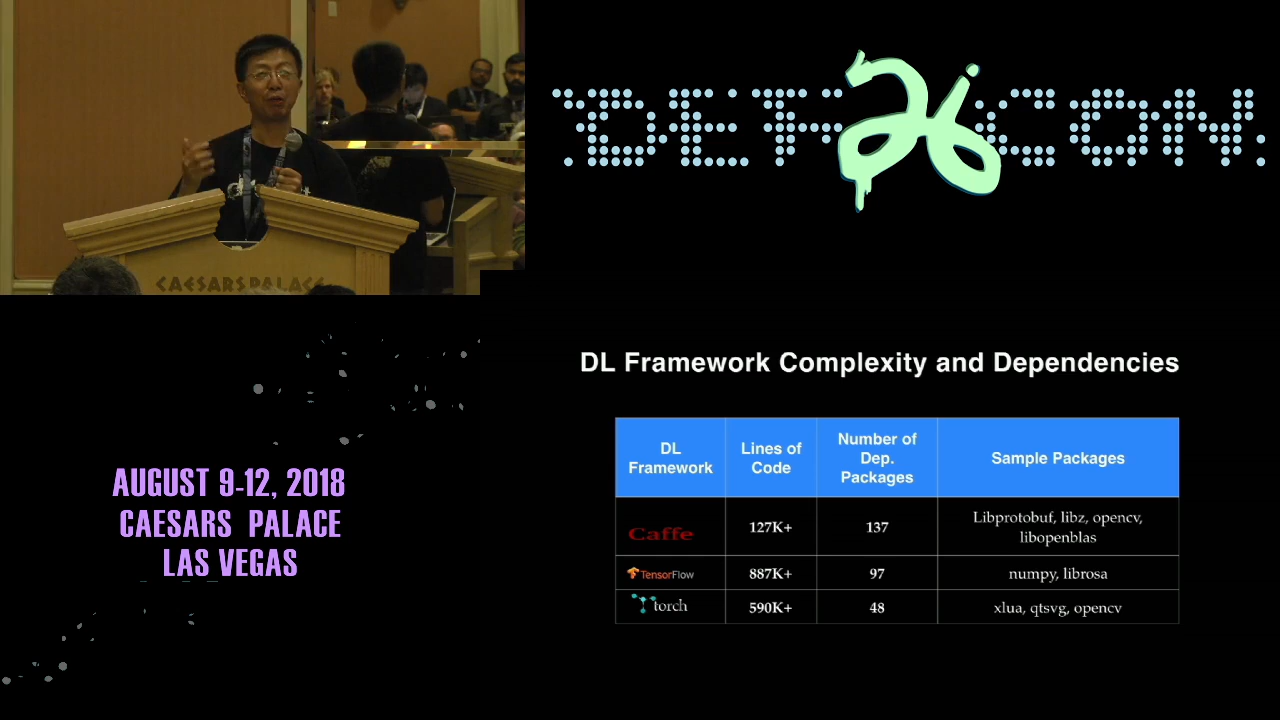 DEF CON 26
CAESARS PALACE
DL Framework Complexity and Dependencies
DL Framework
Lines of Code
Number of Dep. Packages
Sample Packages
Caffe
127K+
137
Libprotobuf, libz, opencv,
libopenblas
TensorFlow
887K+
97
numpy, librosa
torch
590K+
48
xlua, qtsvg, opencv
AUGUST 9-12, 2018
CAESARS PALACE
LAS VEGAS